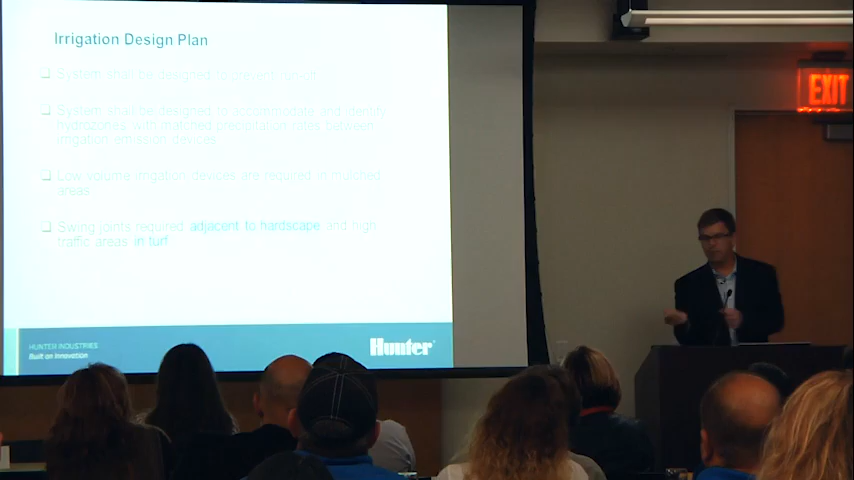 Irrigation Design Plan
System shall be designed to prevent run-off
System shall be designed to accommodate and identify
hydrozones with matched precipitation rates between
irrigation emission devices
Low volume irrigation devices are required in mulched
areas
Swing joints required adjacent to hardscape and high
traffic areas in turf
HUNTER INDUSTRIES
Built on Innovation
Hunter
EXIT